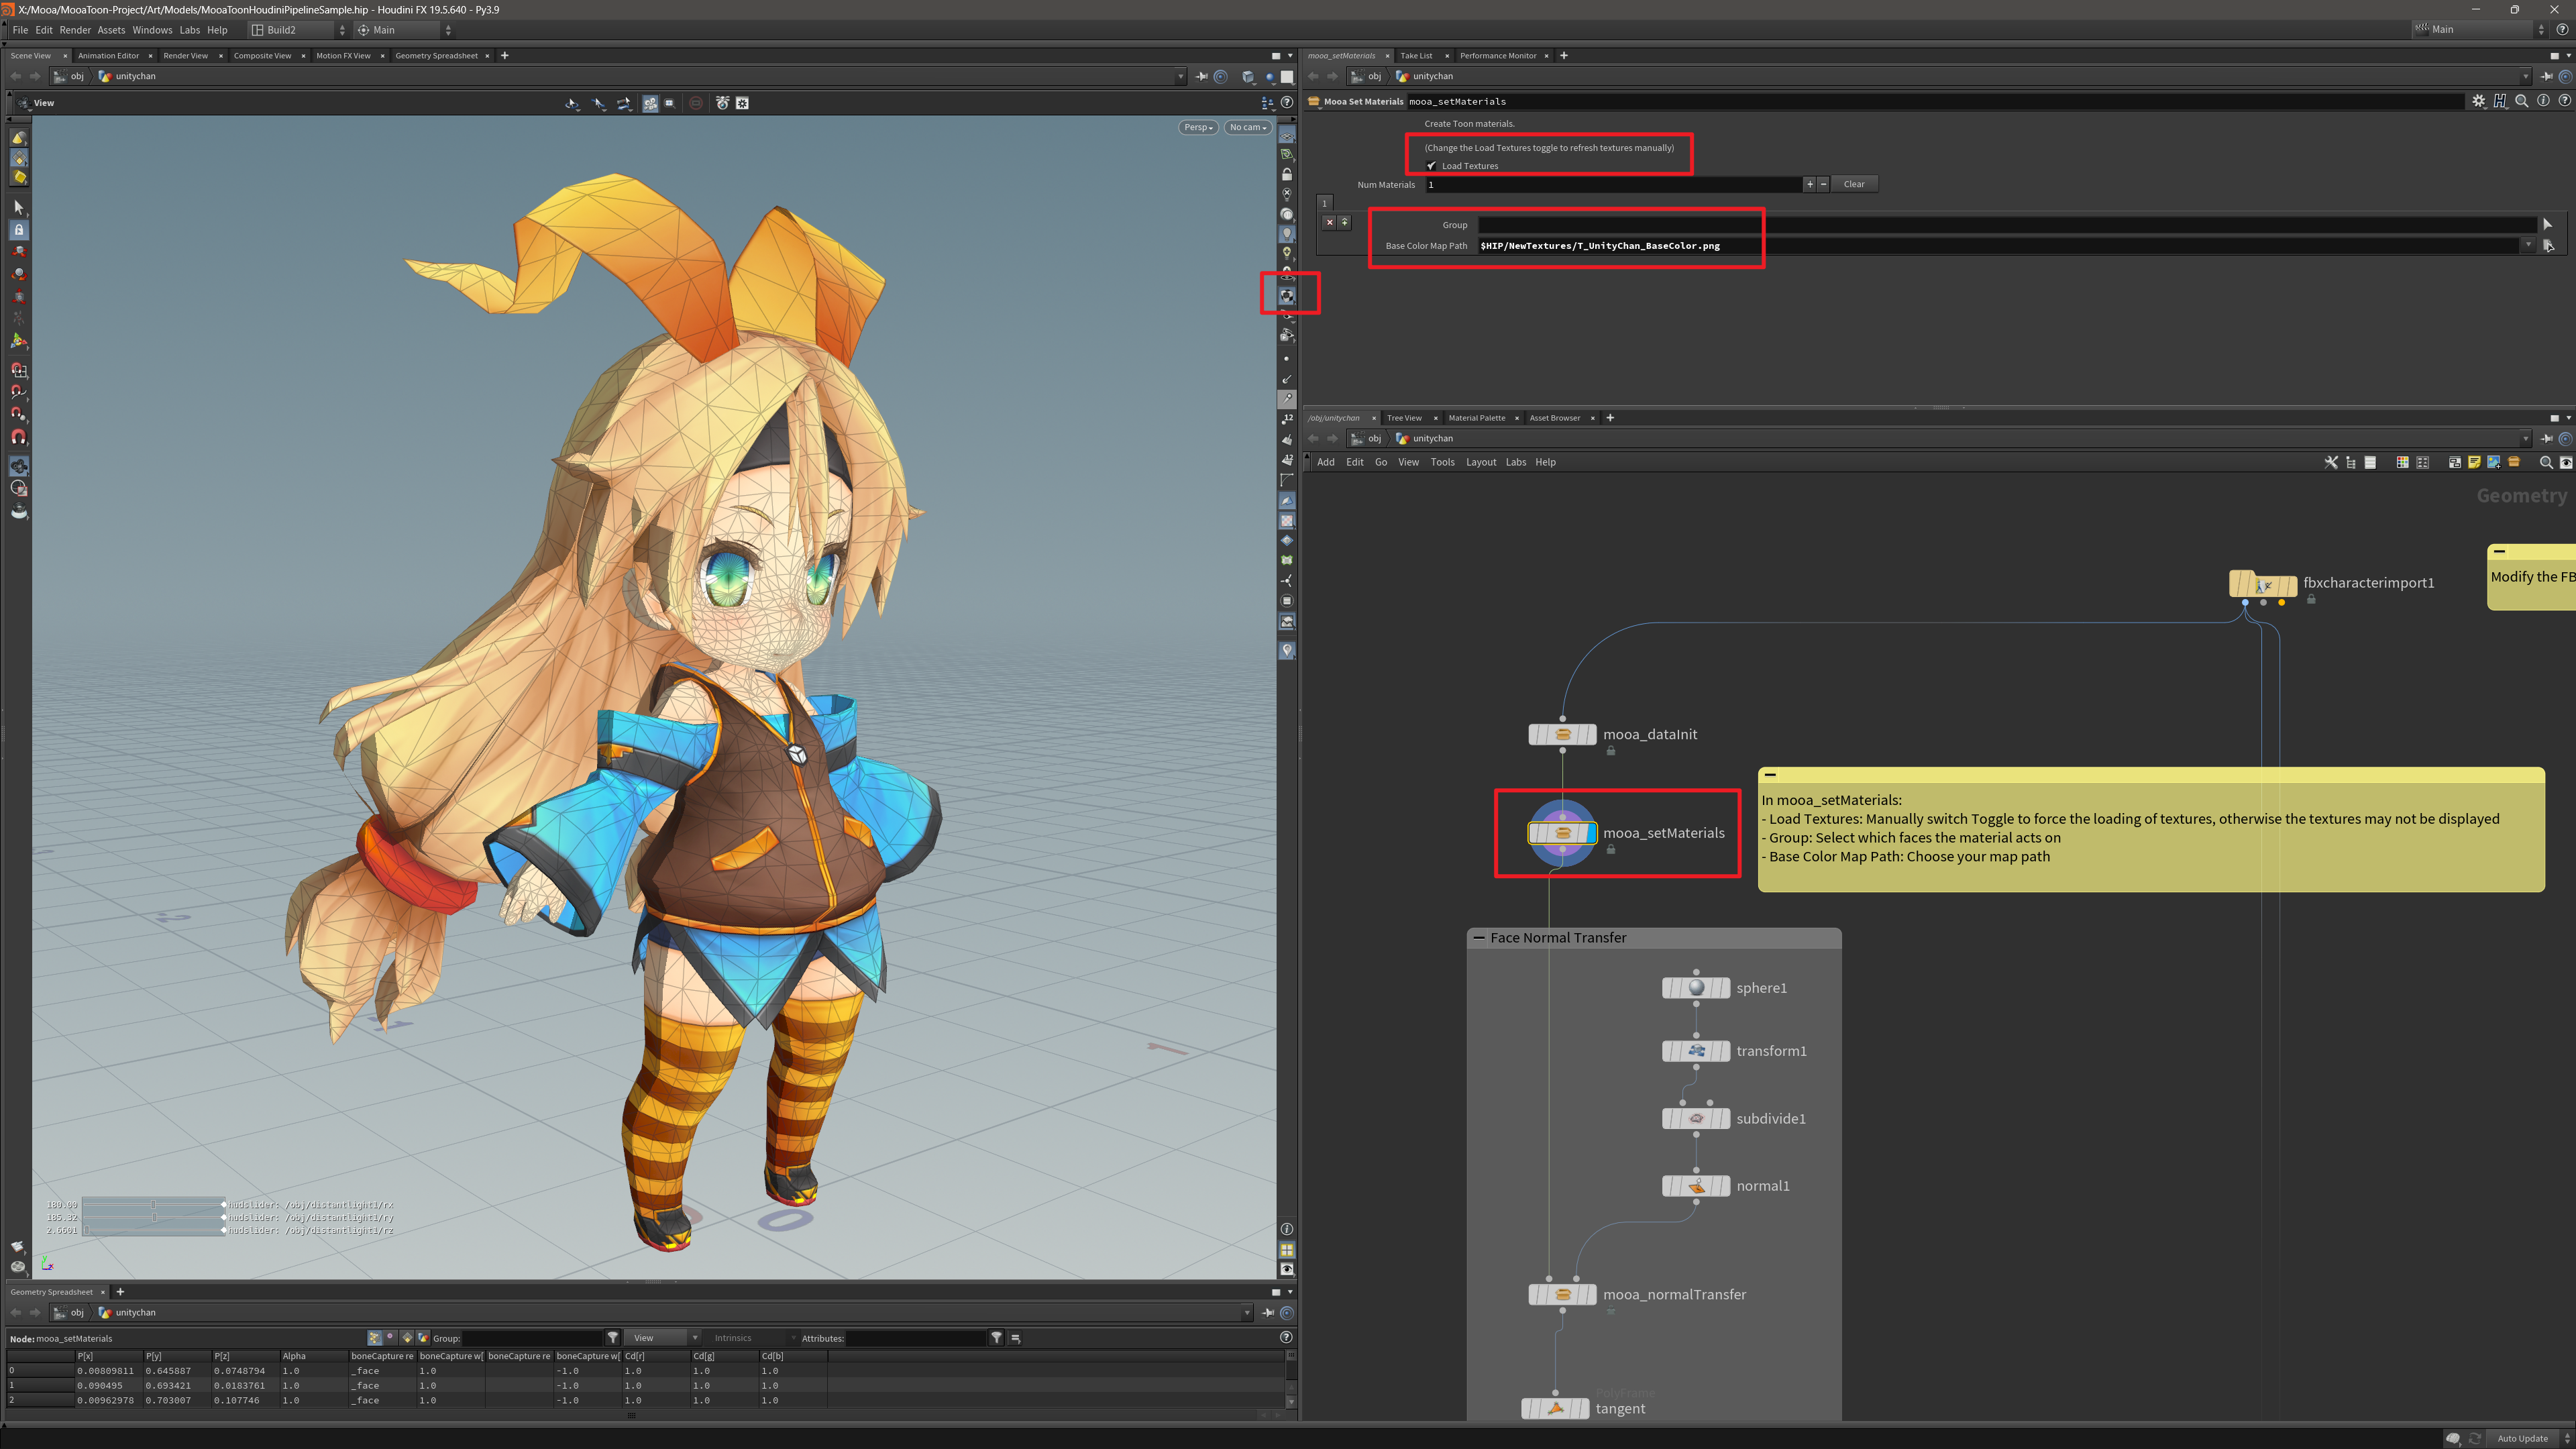 X:/Mooa/MooaToon-Project/Art/Models/MooaToonHoudiniPipelineSample.hip - Houdini FX 19.5.640 - Py3.9
File Edit Render Assets Windows Labs Help Build2 Main
Main
Scene View Animation Editor Render View Composite View Motion FX View Geometry Spreadsheet
obj unitychan
View
Persp No cam
180.00 hudslider: /obj/distantlight1/rx
185.32 hudslider: /obj/distantlight1/ry
2.6601 hudslider: /obj/distantlight1/rz
mooa_setMaterials Take List Performance Monitor
obj unitychan
Mooa Set Materials mooa_setMaterials
Create Toon materials.
(Change the Load Textures toggle to refresh textures manually)
Load Textures
Num Materials 1 Clear
1
Group
Base Color Map Path $HIP/NewTextures/T_UnityChan_BaseColor.png
/obj/unitychan Tree View Material Palette Asset Browser
obj unitychan
Add Edit Go View Tools Layout Labs Help
Geometry
fbxcharacterimport1
Modify the FB
mooa_dataInit
mooa_setMaterials
In mooa_setMaterials:
- Load Textures: Manually switch Toggle to force the loading of textures, otherwise the textures may not be displayed
- Group: Select which faces the material acts on
- Base Color Map Path: Choose your map path
Face Normal Transfer
sphere1
transform1
subdivide1
normal1
mooa_normalTransfer
PolyFrame
tangent
Geometry Spreadsheet
obj unitychan
Node: mooa_setMaterials Group: View Intrinsics Attributes:
P[x] P[y] P[z] Alpha boneCapture re boneCapture w[ boneCapture re boneCapture w[ Cd[r] Cd[g] Cd[b]
0 0.00809811 0.645887 0.0748794 1.0 _face 1.0 -1.0 1.0 1.0 1.0
1 0.090495 0.693421 0.0183761 1.0 _face 1.0 -1.0 1.0 1.0 1.0
2 0.00962978 0.703007 0.107746 1.0 _face 1.0 -1.0 1.0 1.0 1.0
Auto Update